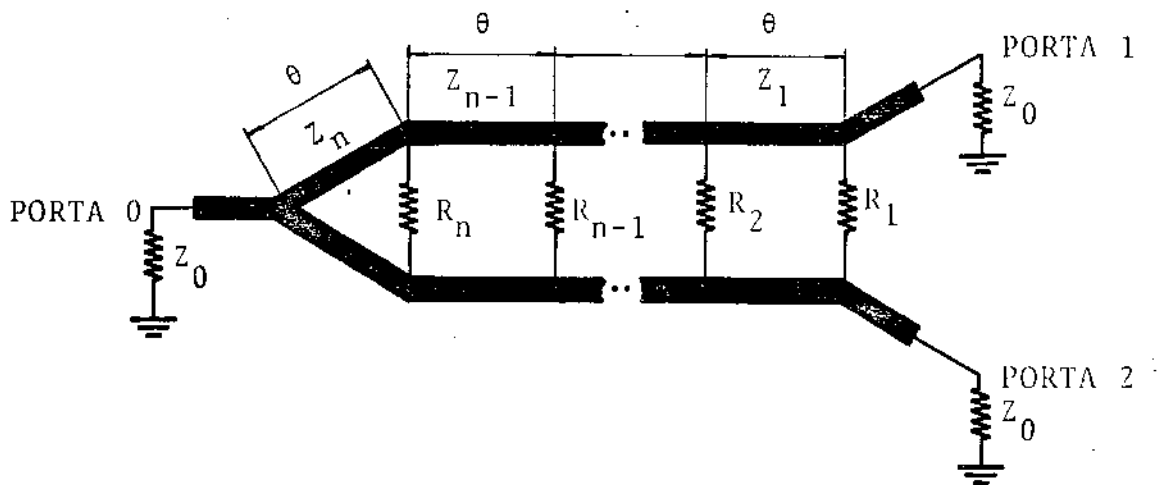 θ
θ
θ
PORTA 1
Z_{n-1}
Z_1
Z_0
Z_n
PORTA 0
R_n
R_{n-1}
R_2
R_1
Z_0
PORTA 2
Z_0